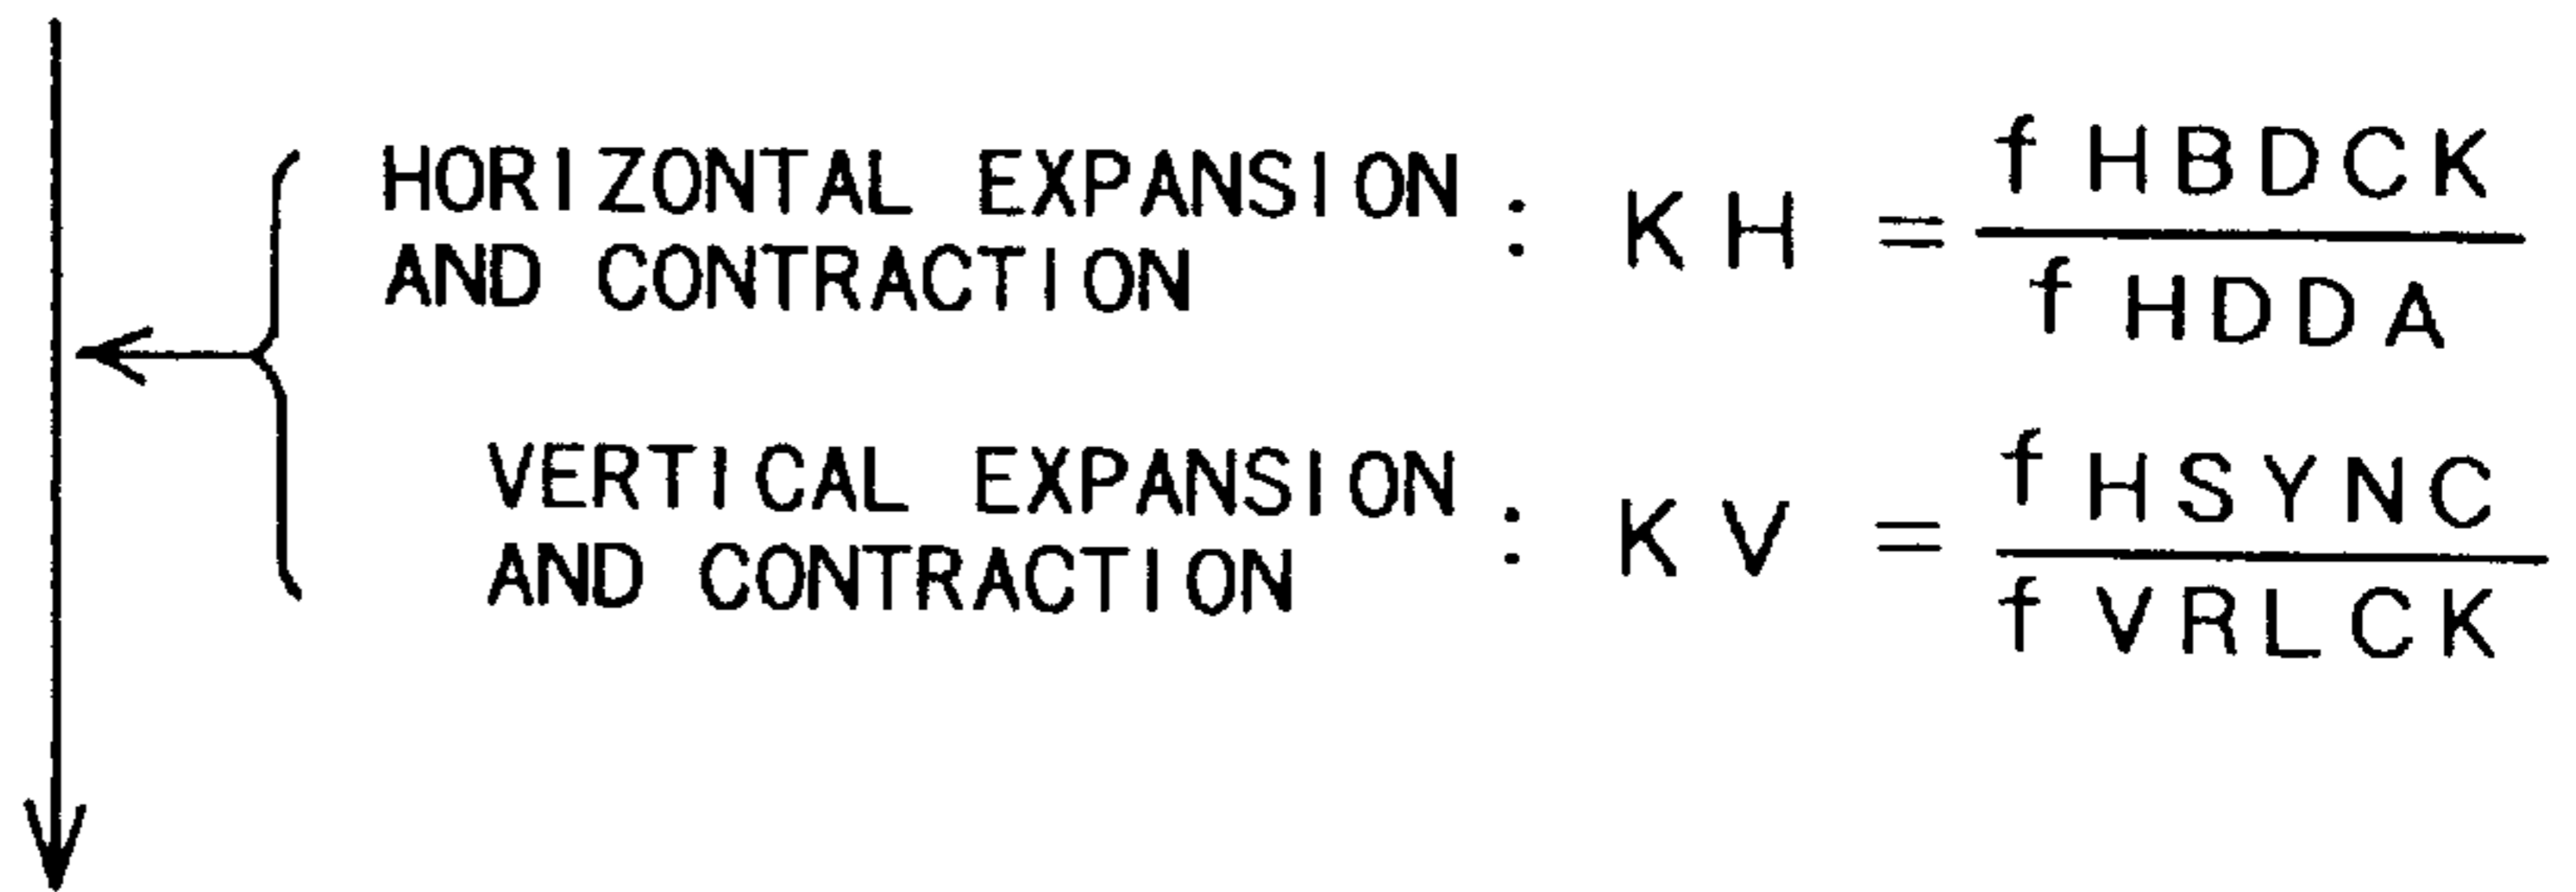 HORIZONTAL EXPANSION
AND CONTRACTION : KH = fHBDCK
fHDDA
VERTICAL EXPANSION
AND CONTRACTION : KV = fHSYNC
fVRLCK